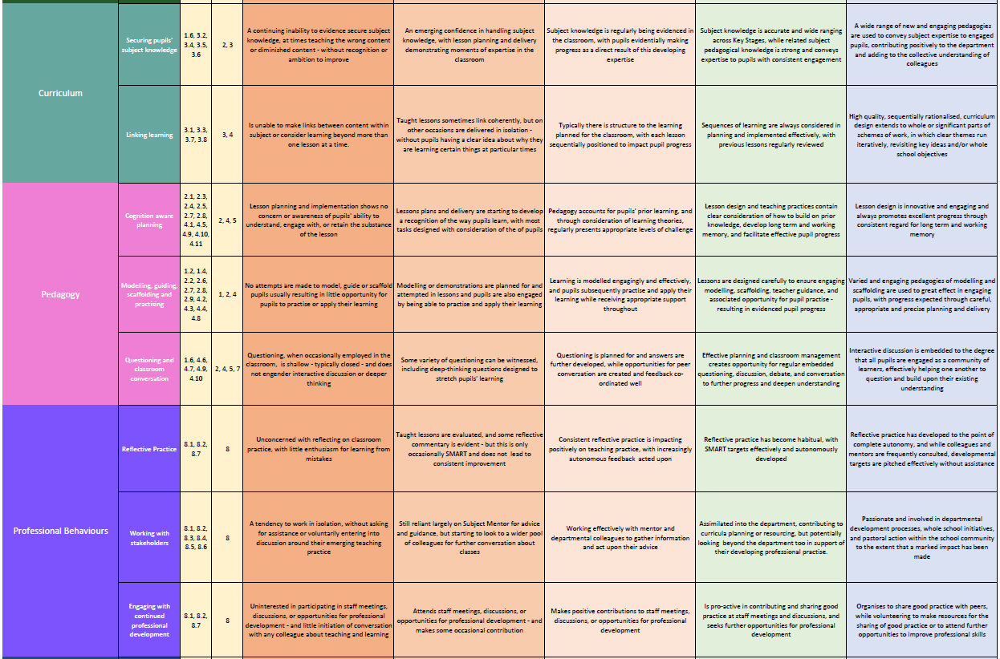 Curriculum
Securing pupils'
subject knowledge
1.6, 3.2,
3.4, 3.5,
3.6
2, 3
A continuing inability to evidence secure subject
knowledge, at times teaching the wrong content
or diminished content - without recognition or
ambition to improve
An emerging confidence in handling subject
knowledge, with lesson planning and delivery
demonstrating moments of expertise in the
classroom
Subject knowledge is regularly being evidenced in
the classroom, with pupils evidentially making
progress as a direct result of this developing
expertise
Subject knowledge is accurate and wide ranging
across Key Stages, while related subject
pedagogical knowledge is strong and conveys
expertise to pupils with consistent engagement
A wide range of new and engaging pedagogies
are used to convey subject expertise to engaged
pupils, contributing positively to the department
and adding to the collective understanding of
colleagues
Linking learning
3.1, 3.3,
3.7, 3.8
3, 4
Is unable to make links between content within
subject or consider learning beyond more than
one lesson at a time.
Taught lessons sometimes link coherently, but on
other occasions are delivered in isolation -
without pupils having a clear idea about why they
are learning certain things at particular times
Typically there is structure to the learning
planned for the classroom, with each lesson
sequentially positioned to impact pupil progress
Sequences of learning are always considered in
planning and implemented effectively, with
previous lessons regularly reviewed
High quality, sequentially rationalised, curriculum
design extends to whole or significant parts of
schemes of work, in which clear themes run
iteratively, revisiting key ideas and/or whole
school objectives
Pedagogy
Cognition aware
planning
2.1, 2.3,
2.4, 2.5,
2.7, 2.8,
4.1, 4.5,
4.9, 4.10,
4.11
2, 4, 5
Lesson planning and implementation shows no
concern or awareness of pupils' ability to
understand, engage with, or retain the substance
of the lesson
Lessons plans and delivery are starting to develop
a recognition of the way pupils learn, with most
tasks designed with consideration of the of pupils
Pedagogy accounts for pupils' prior learning, and
through consideration of learning theories,
regularly presents appropriate levels of challenge
Lesson design and teaching practices contain
clear consideration of how to build on prior
knowledge, develop long term and working
memory, and facilitate effective pupil progress
Lesson design is innovative and engaging and
always promotes excellent progress through
consistent regard for long term and working
memory
Modelling, guiding,
scaffolding and
practising
1.2, 1.4,
2.2, 2.6,
2.7, 2.8,
2.9, 4.2,
4.3, 4.4,
4.8
1, 2, 4
No attempts are made to model, guide or scaffold
pupils usually resulting in little opportunity for
pupils to practise or apply their learning
Modelling or demonstrations are planned for and
attempted in lessons and pupils are also engaged
by being able to practise and apply their learning
Learning is modelled engagingly and effectively,
and pupils subsequently practise and apply their
learning while receiving appropriate support
throughout
Lessons are designed carefully to ensure engaging
modelling, scaffolding, teacher guidance, and
associated opportunity for pupil practise -
resulting in evidenced pupil progress
Varied and engaging pedagogies of modelling and
scaffolding are used to great effect in engaging
pupils, with progress expected through careful,
appropriate and precise planning and delivery
Questioning and
classroom
conversation
1.6, 4.6,
4.7, 4.9,
4.10
2, 4, 5, 7
Questioning, when occasionally employed in the
classroom, is shallow - typically closed - and does
not engender interactive discussion or deeper
thinking
Some variety of questioning can be witnessed,
including deep-thinking questions designed to
stretch pupils' learning
Questioning is planned for and answers are
further developed, while opportunities for peer
conversation are created and feedback co-
ordinated well
Effective planning and classroom management
creates opportunity for regular embedded
questioning, discussion, debate, and conversation
to further progress and deepen understanding
Interactive discussion is embedded to the degree
that all pupils are engaged as a community of
learners, effectively helping one another to
question and build upon their existing
understanding
Professional Behaviours
Reflective Practice
8.1, 8.2,
8.7
8
Unconcerned with reflecting on classroom
practice, with little enthusiasm for learning from
mistakes
Taught lessons are evaluated, and some reflective
commentary is evident - but this is only
occasionally SMART and does not lead to
consistent improvement
Consistent reflective practice is impacting
positively on teaching practice, with increasingly
autonomous feedback acted upon
Reflective practice has become habitual, with
SMART targets effectively and autonomously
developed
Reflective practice has developed to the point of
complete autonomy, and while colleagues and
mentors are frequently consulted, developmental
targets are pitched effectively without assistance
Working with
stakeholders
8.1, 8.2,
8.3, 8.4,
8.5, 8.6
8
A tendency to work in isolation, without asking
for assistance or voluntarily entering into
discussion around their emerging teaching
practice
Still reliant largely on Subject Mentor for advice
and guidance, but starting to look to a wider pool
of colleagues for further conversation about
classes
Working effectively with mentor and
departmental colleagues to gather information
and act upon their advice
Assimilated into the department, contributing to
curricula planning or resourcing, but potentially
looking beyond the department too in support of
their developing professional practise.
Passionate and involved in departmental
development processes, whole school initiatives,
and pastoral action within the school community
to the extent that a marked impact has been
made
Engaging with
continued
professional
development
8.1, 8.2,
8.7
8
Uninterested in participating in staff meetings,
discussions, or opportunities for professional
development - and little initiation of conversation
with any colleague about teaching and learning
Attends staff meetings, discussions, or
opportunities for professional development - and
makes some occasional contribution
Makes positive contributions to staff meetings,
discussions, or opportunities for professional
development
Is pro-active in contributing and sharing good
practice at staff meetings and discussions, and
seeks further opportunities for professional
development
Organises to share good practice with peers,
while volunteering to make resources for the
sharing of good practice or to attend further
opportunities to improve professional skills